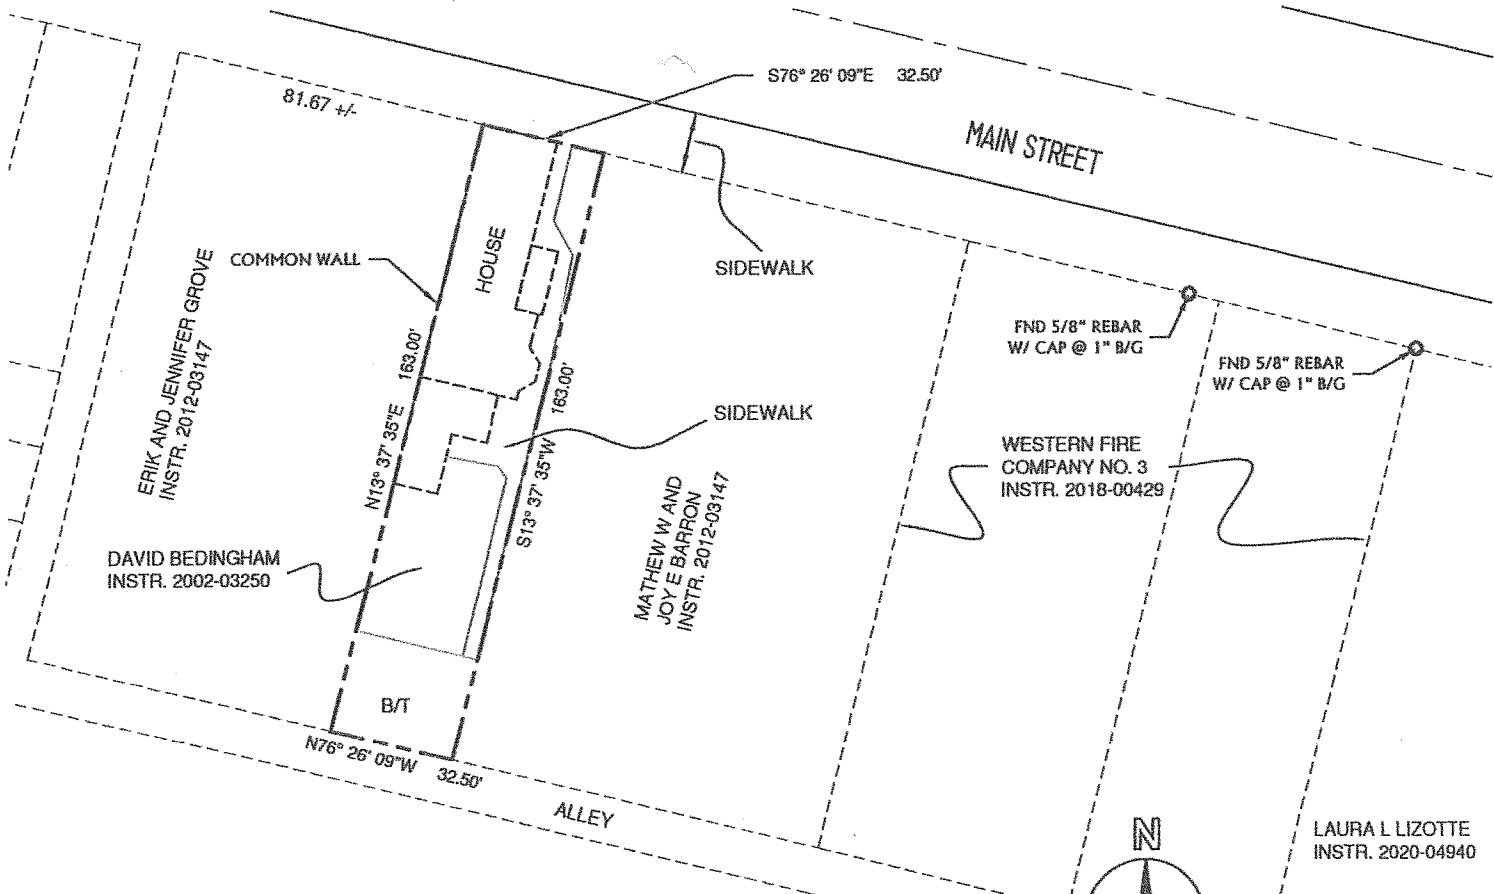 S76° 26' 09"E 32.50'
81.67 +/-
MAIN STREET
HOUSE
COMMON WALL
SIDEWALK
ERIK AND JENNIFER GROVE
INSTR. 2012-03147
163.00'
N13° 37' 35"E
163.00'
S13° 37' 35"W
FND 5/8" REBAR
W/ CAP @ 1" B/G
FND 5/8" REBAR
W/ CAP @ 1" B/G
SIDEWALK
WESTERN FIRE
COMPANY NO. 3
INSTR. 2018-00429
MATHEW W AND
JOY E BARRON
INSTR. 2012-03147
DAVID BEDINGHAM
INSTR. 2002-03250
B/T
N76° 26' 09"W 32.50'
ALLEY
N
LAURA L LIZOTTE
INSTR. 2020-04940